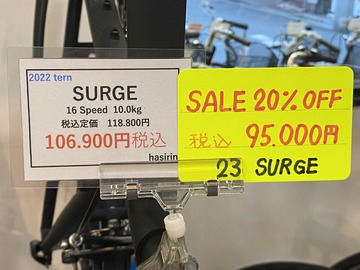 2022 tern
SURGE
16 Speed 10.0kg
税込定価 118.800円
106.900円税込
hasirin
SALE 20% OFF
税込 95.000円
23 SURGE